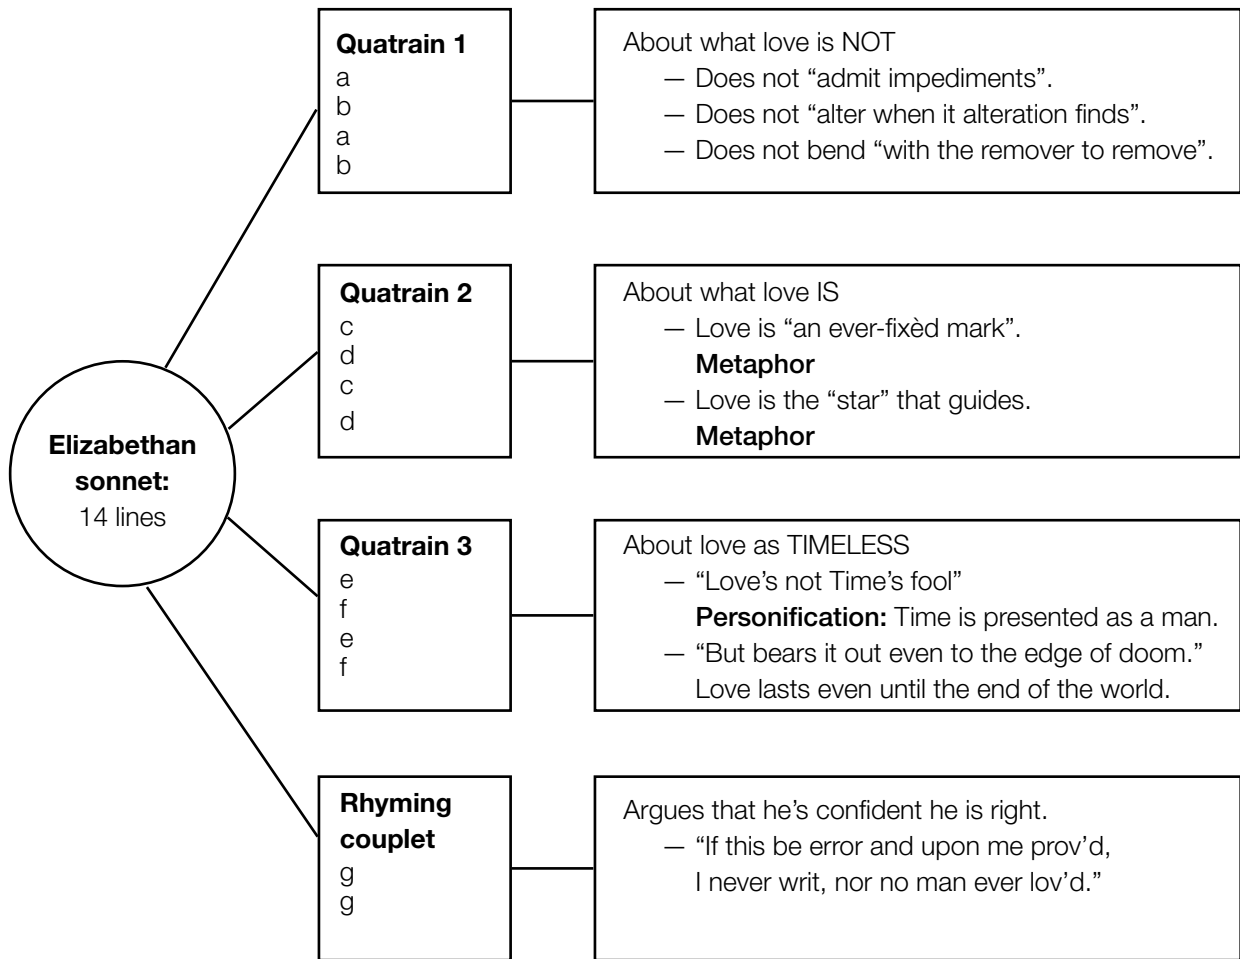 Elizabethan
sonnet:
14 lines
Quatrain 1
a
b
a
b
About what love is NOT
— Does not “admit impediments”.
— Does not “alter when it alteration finds”.
— Does not bend “with the remover to remove”.
Quatrain 2
c
d
c
d
About what love IS
— Love is “an ever-fixèd mark”.
Metaphor
— Love is the “star” that guides.
Metaphor
Quatrain 3
e
f
e
f
About love as TIMELESS
— “Love’s not Time’s fool”
Personification: Time is presented as a man.
— “But bears it out even to the edge of doom.”
Love lasts even until the end of the world.
Rhyming
couplet
g
g
Argues that he’s confident he is right.
— “If this be error and upon me prov’d,
I never writ, nor no man ever lov’d.”